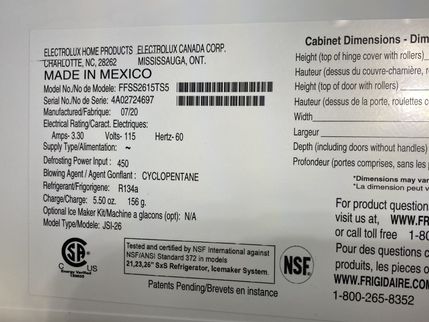 ELECTROLUX HOME PRODUCTS ELECTROLUX CANADA CORP.
CHARLOTTE, NC, 28262 MISSISSAUGA, ONT.
MADE IN MEXICO
Model No./No de Modele: FFSS2615TS5
Serial No./No de Serie: 4A02724697
Manufactured/Fabrique: 07/20
Electrical Rating/Caract. Electriques:
Amps- 3.30 Volts- 115 Hertz- 60
Supply Type/Alimentation: ~
Defrosting Power Input: 450
Blowing Agent / Agent Gonflant : CYCLOPENTANE
Refrigerant/Frigorigene: R134a
Charge/Charge: 5.50 oz. 156 g.
Optional Ice Maker Kit/Machine a glacons (opt): N/A
Model Type/Modele: JSI-26
SA
C US
Energy Verified
Tested and certified by NSF International against
NSF/ANSI Standard 372 in models
21,23,26" SxS Refrigerator, Icemaker System.
NSF
Patents Pending/Brevets en instance
Cabinet Dimensions - Dim
Height (top of hinge cover with rollers)
Hauteur (dessus du couvre-charnière, r
Height (top of door with rollers)
Hauteur (dessus de la porte, roulettes c
Width
Largeur
Depth (including doors without handles)
Profondeur (portes comprises, sans les p
*Dimensions may var
*La dimension peut v
For product question
visit us at, WWW.FR
or call toll free 1-80
Pour des questions c
produits, les pieces o
WWW.FRIGIDAIRE.COM
1-800-265-8352